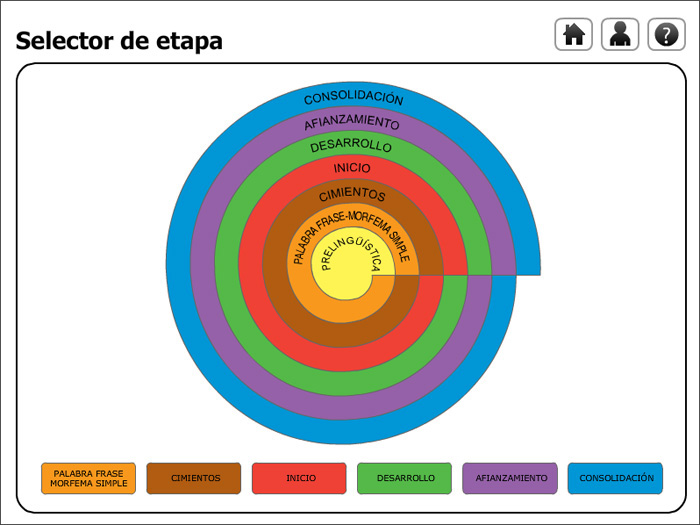 Selector de etapa
?
CONSOLIDACIÓN
AFIANZAMIENTO
DESARROLLO
INICIO
CIMIENTOS
PALABRA FRASE-MORFEMA SIMPLE
PRELINGÜÍSTICA
PALABRA FRASE
MORFEMA SIMPLE
CIMIENTOS
INICIO
DESARROLLO
AFIANZAMIENTO
CONSOLIDACIÓN